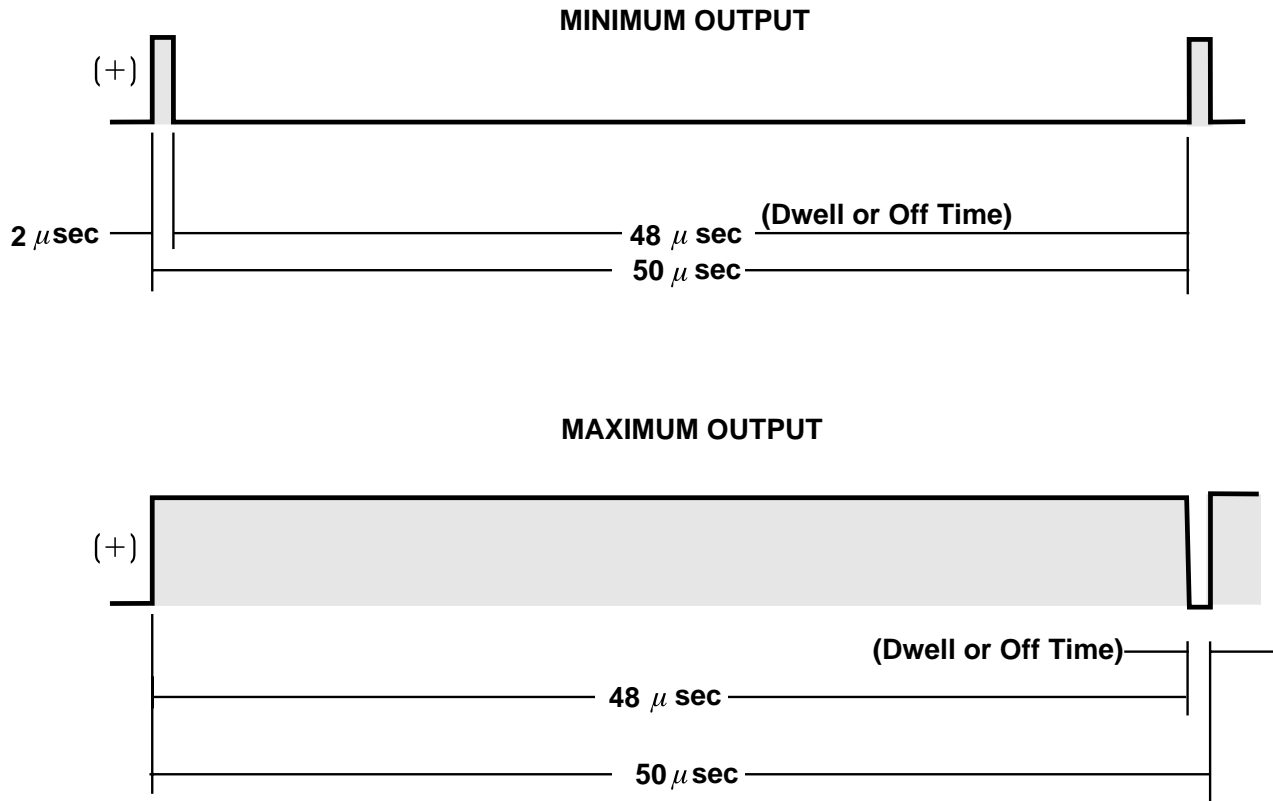 MINIMUM OUTPUT
(+)
(Dwell or Off Time)
2 μsec
48 μ sec
50 μ sec
MAXIMUM OUTPUT
(+)
(Dwell or Off Time)
48 μ sec
50 μ sec